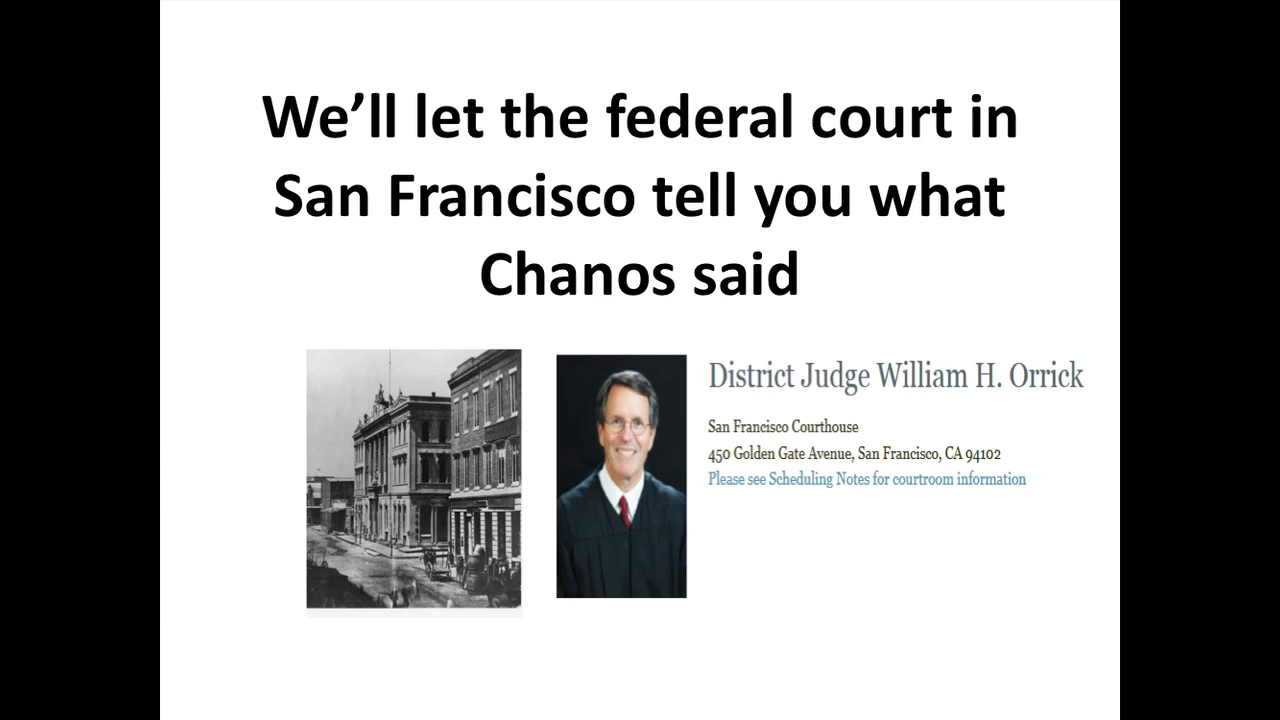 We’ll let the federal court in
San Francisco tell you what
Chanos said
District Judge William H. Orrick
San Francisco Courthouse
450 Golden Gate Avenue, San Francisco, CA 94102
Please see Scheduling Notes for courtroom information